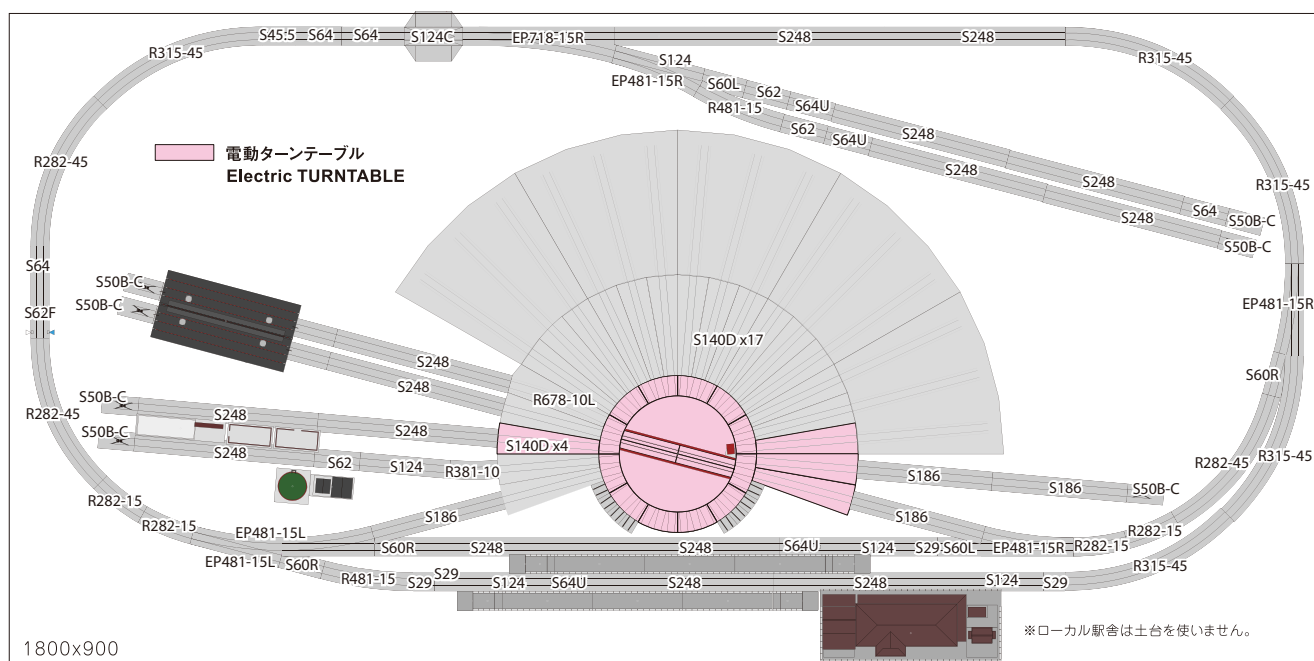 S45.5 S64 S64 S124C EP718-15R S248 S248
R315-45 R315-45
S124
EP481-15R S60L S62 S64U
R481-15 S62 S64U S248
S248 S248
S248 S64 S50B-C
S50B-C
R282-45
電動ターンテーブル
Electric TURNTABLE
R315-45
S64
S62F
S50B-C
S50B-C
EP481-15R
S140D x17
S248
S248
S60R
R678-10L
S50B-C
S248
S248
R282-45
S140D x4
S50B-C
S248 S62 S124 R381-10
R282-45
R315-45
S186 S186 S50B-C
R282-15
R282-15
S186 S186
EP481-15L
S60R S248 S248 S64U S124 S29 S60L EP481-15R R282-15
R282-15
EP481-15L S60R
R481-15 S29
S29 S124 S64U S248 S248 S124 S29
R315-45
※ローカル駅舎は土台を使いません。
1800x900